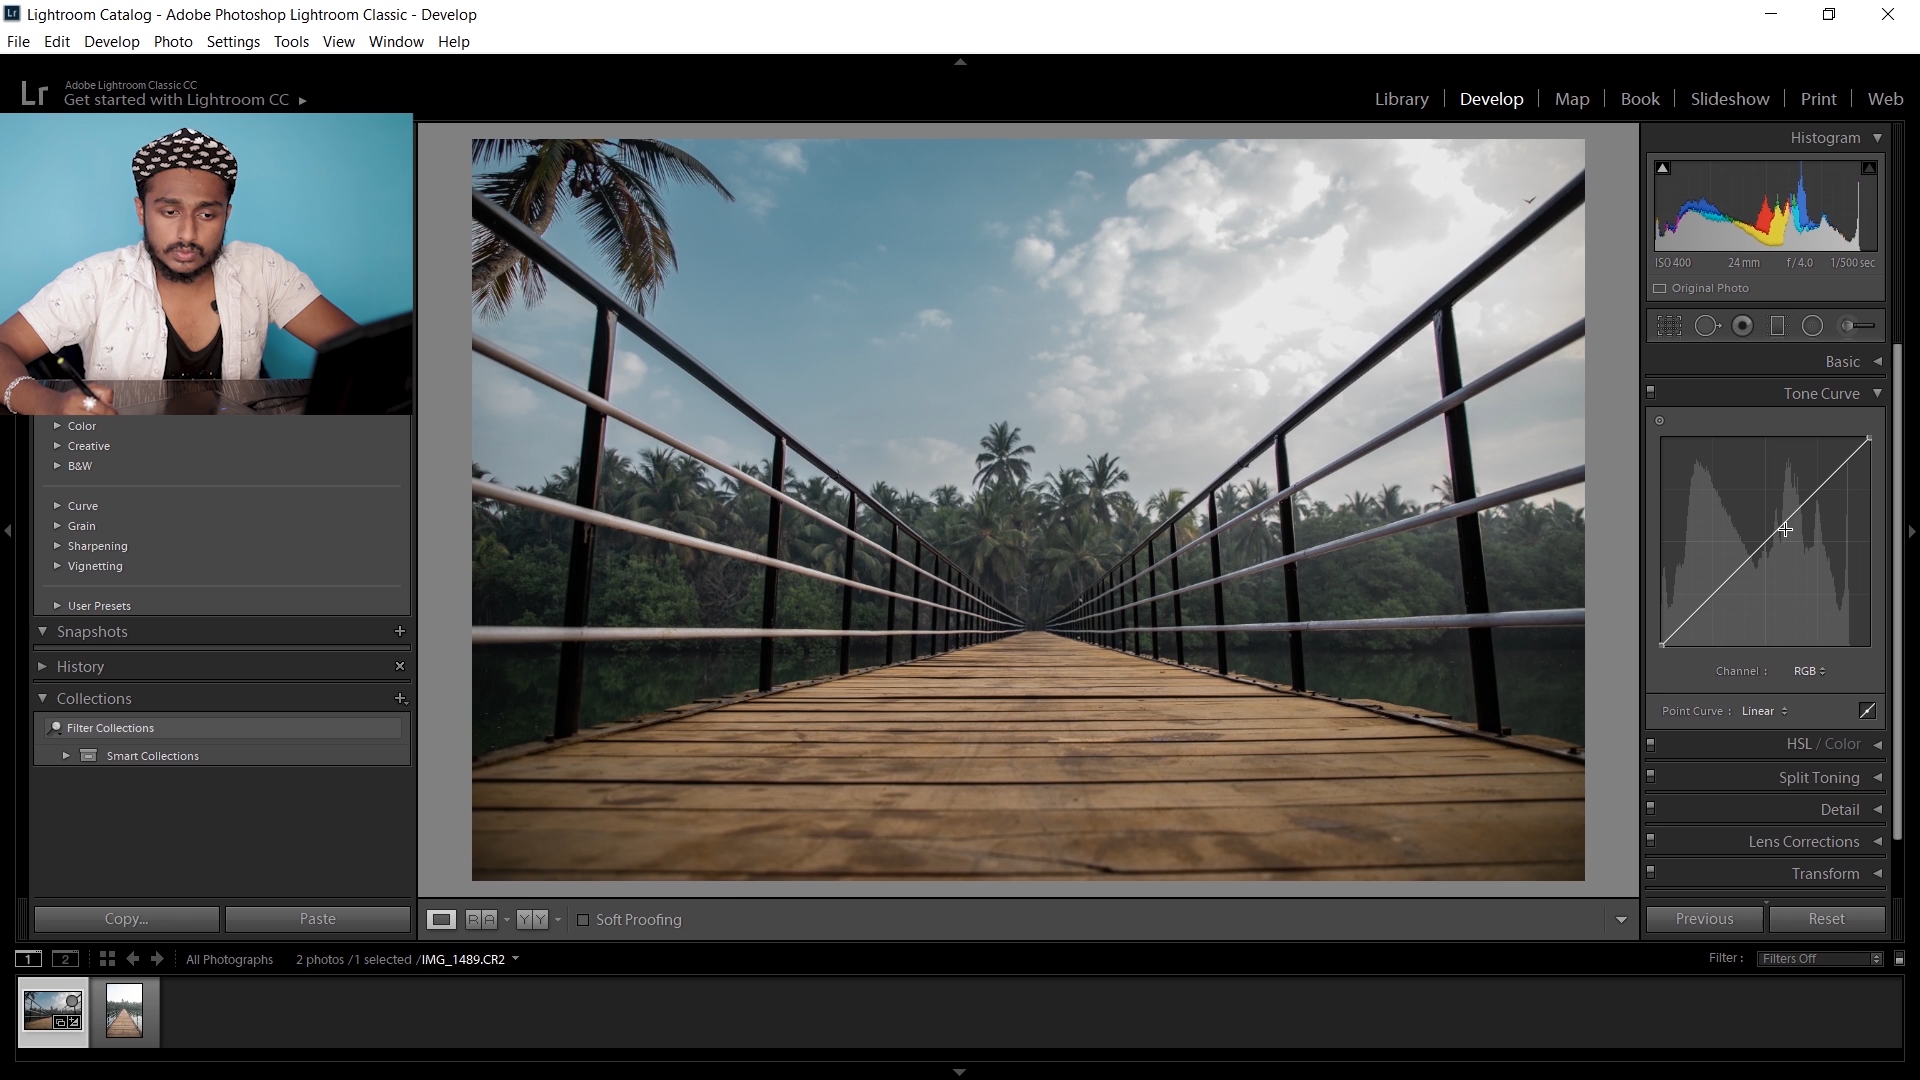 Lr Lightroom Catalog - Adobe Photoshop Lightroom Classic - Develop
File Edit Develop Photo Settings Tools View Window Help
Lr
Adobe Lightroom Classic CC
Get started with Lightroom CC
Library Develop Map Book Slideshow Print Web
Histogram
ISO 400 24 mm f / 4.0 1/500 sec
Original Photo
Basic
Tone Curve
Channel : RGB
Point Curve : Linear
HSL / Color
Split Toning
Detail
Lens Corrections
Transform
Previous Reset
Color
Creative
B&W
Curve
Grain
Sharpening
Vignetting
User Presets
Snapshots
History
Collections
Filter Collections
Smart Collections
Copy... Paste
R A Y Y Soft Proofing
1 2 All Photographs 2 photos / 1 selected / IMG_1489.CR2
Filter : Filters Off